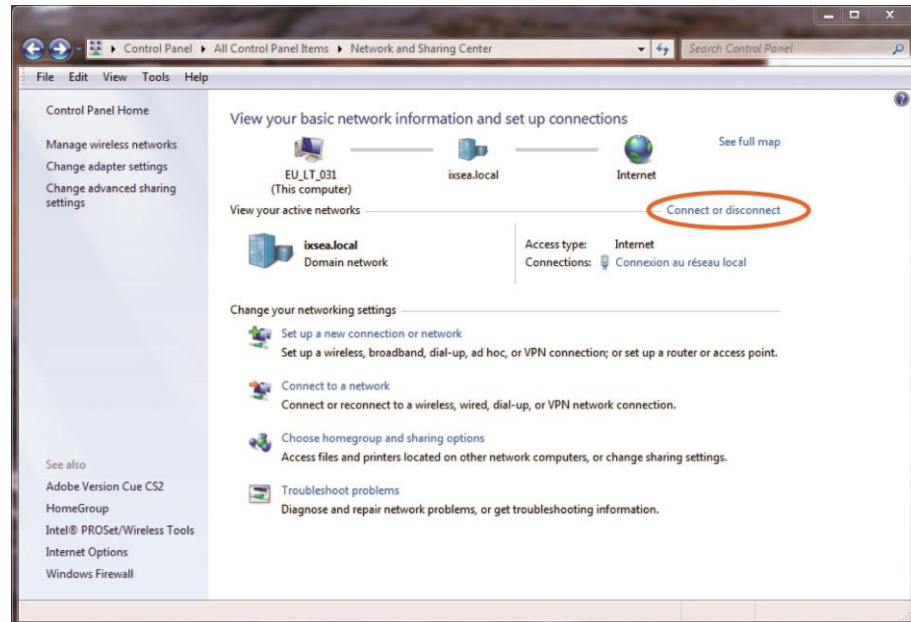 Control Panel ▸ All Control Panel Items ▸ Network and Sharing Center
Search Control Panel
File Edit View Tools Help
Control Panel Home
Manage wireless networks
Change adapter settings
Change advanced sharing
settings
View your basic network information and set up connections
See full map
EU_LT_031
(This computer)
ixsea.local
Internet
View your active networks
Connect or disconnect
ixsea.local
Domain network
Access type: Internet
Connections: Connexion au réseau local
Change your networking settings
Set up a new connection or network
Set up a wireless, broadband, dial-up, ad hoc, or VPN connection; or set up a router or access point.
Connect to a network
Connect or reconnect to a wireless, wired, dial-up, or VPN network connection.
Choose homegroup and sharing options
Access files and printers located on other network computers, or change sharing settings.
Troubleshoot problems
Diagnose and repair network problems, or get troubleshooting information.
See also
Adobe Version Cue CS2
HomeGroup
Intel® PROSet/Wireless Tools
Internet Options
Windows Firewall